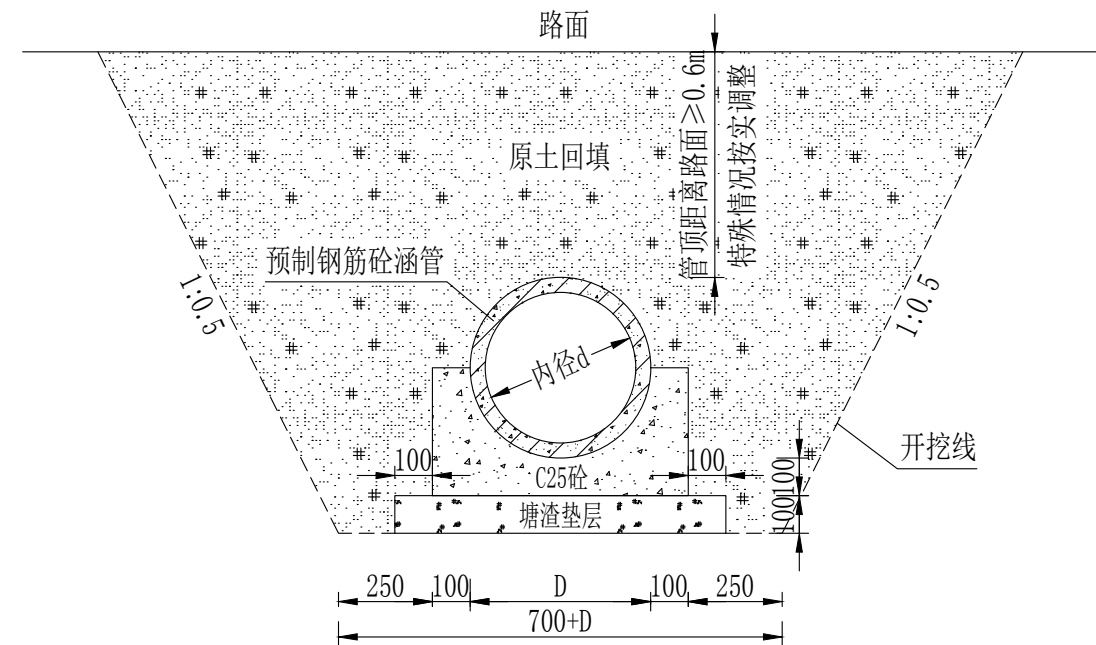 路面
管顶距离路面≥0.6m
特殊情况按实调整
原土回填
预制钢筋砼涵管
1:0.5
1:0.5
内径d
开挖线
100
C25砼
100
100
塘渣垫层
100
250
100
D
100
250
700+D